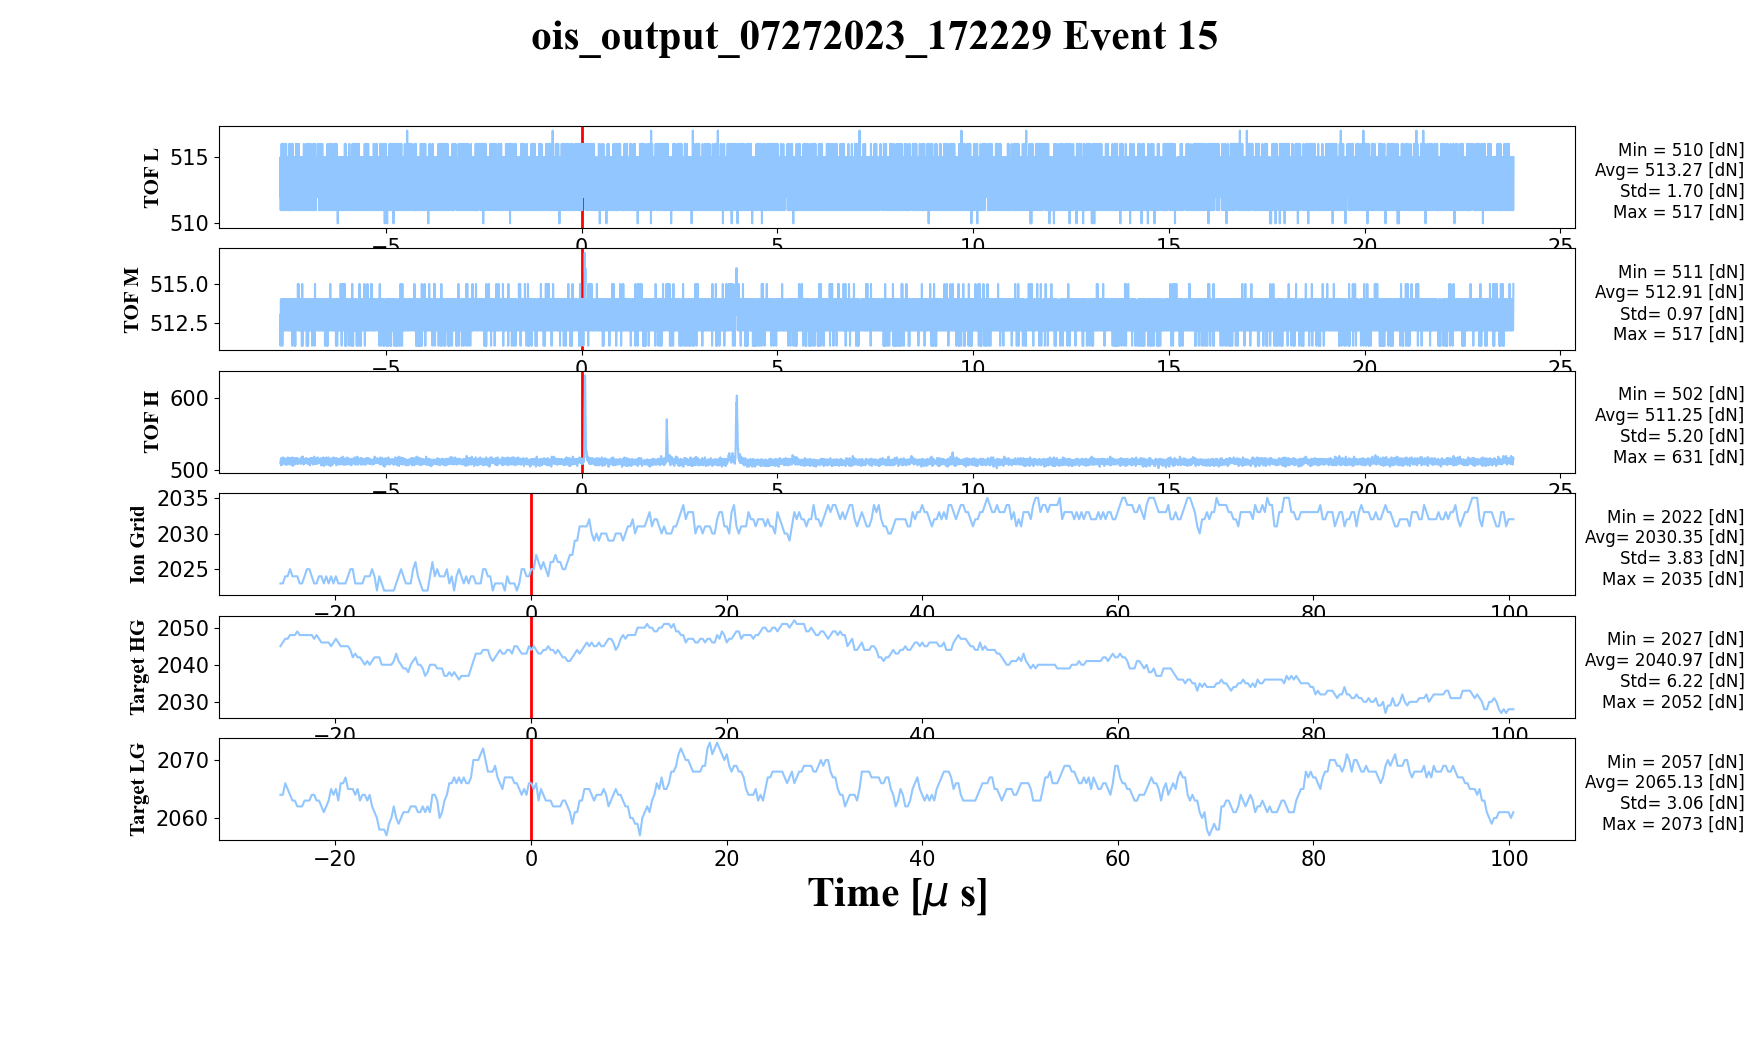 ois_output_07272023_172229 Event 15
TOF L
515
510
−5 0 5 10 15 20 25
Min = 510 [dN]
Avg= 513.27 [dN]
Std= 1.70 [dN]
Max = 517 [dN]
TOF M
515.0
512.5
−5 0 5 10 15 20 25
Min = 511 [dN]
Avg= 512.91 [dN]
Std= 0.97 [dN]
Max = 517 [dN]
TOF H
600
500
−5 0 5 10 15 20 25
Min = 502 [dN]
Avg= 511.25 [dN]
Std= 5.20 [dN]
Max = 631 [dN]
Ion Grid
2035
2030
2025
−20 0 20 40 60 80 100
Min = 2022 [dN]
Avg= 2030.35 [dN]
Std= 3.83 [dN]
Max = 2035 [dN]
Target HG
2050
2040
2030
−20 0 20 40 60 80 100
Min = 2027 [dN]
Avg= 2040.97 [dN]
Std= 6.22 [dN]
Max = 2052 [dN]
Target LG
2070
2060
−20 0 20 40 60 80 100
Min = 2057 [dN]
Avg= 2065.13 [dN]
Std= 3.06 [dN]
Max = 2073 [dN]
Time [μ s]